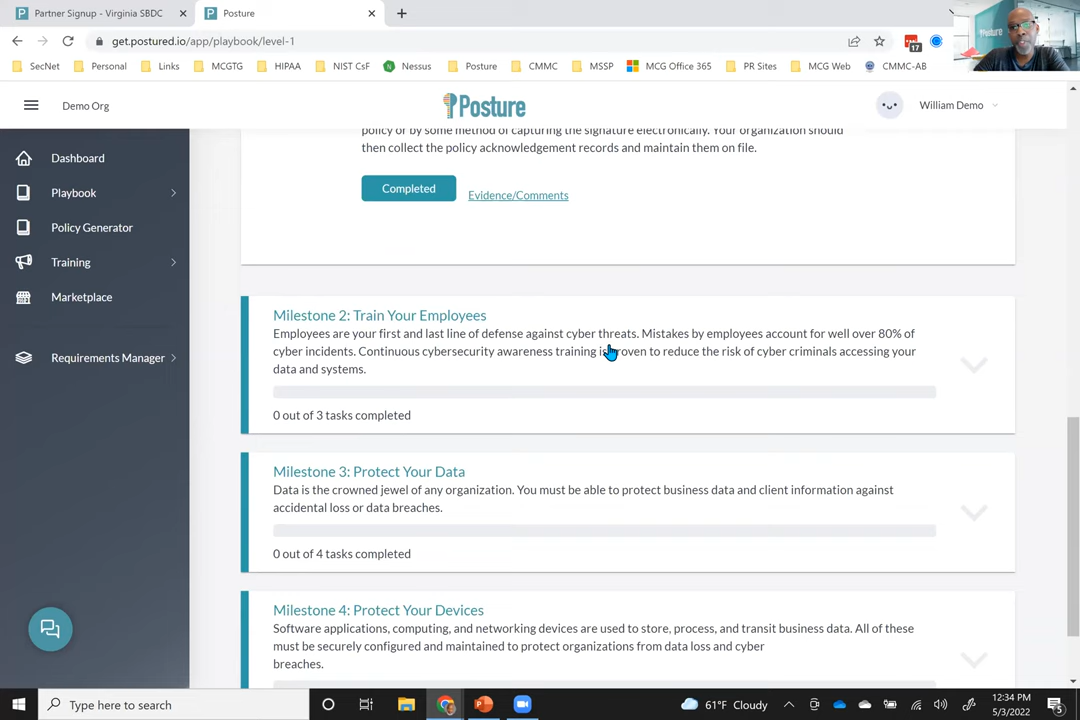 Partner Signup - Virginia SBDC
Posture
get.postured.io/app/playbook/level-1
17
SecNet
Personal
Links
MCGTG
HIPAA
NIST CsF
Nessus
Posture
CMMC
MSSP
MCG Office 365
PR Sites
MCG Web
CMMC-AB
Demo Org
Posture
William Demo
Dashboard
Playbook
Policy Generator
Training
Marketplace
Requirements Manager
policy or by some method of capturing the signature electronically. Your organization should
then collect the policy acknowledgement records and maintain them on file.
Completed
Evidence/Comments
Milestone 2: Train Your Employees
Employees are your first and last line of defense against cyber threats. Mistakes by employees account for well over 80% of
cyber incidents. Continuous cybersecurity awareness training is proven to reduce the risk of cyber criminals accessing your
data and systems.
0 out of 3 tasks completed
Milestone 3: Protect Your Data
Data is the crowned jewel of any organization. You must be able to protect business data and client information against
accidental loss or data breaches.
0 out of 4 tasks completed
Milestone 4: Protect Your Devices
Software applications, computing, and networking devices are used to store, process, and transit business data. All of these
must be securely configured and maintained to protect organizations from data loss and cyber
breaches.
Type here to search
61°F Cloudy
12:34 PM
5/3/2022
5